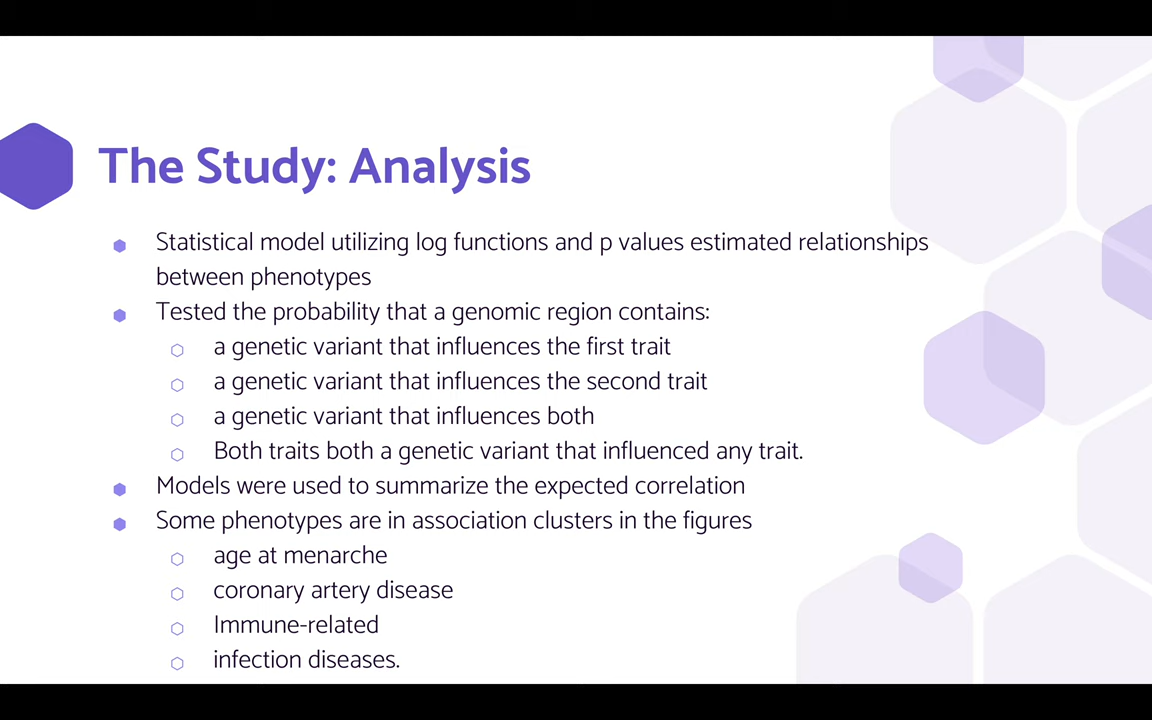 The Study: Analysis
Statistical model utilizing log functions and p values estimated relationships
between phenotypes
Tested the probability that a genomic region contains:
a genetic variant that influences the first trait
a genetic variant that influences the second trait
a genetic variant that influences both
Both traits both a genetic variant that influenced any trait.
Models were used to summarize the expected correlation
Some phenotypes are in association clusters in the figures
age at menarche
coronary artery disease
Immune-related
infection diseases.